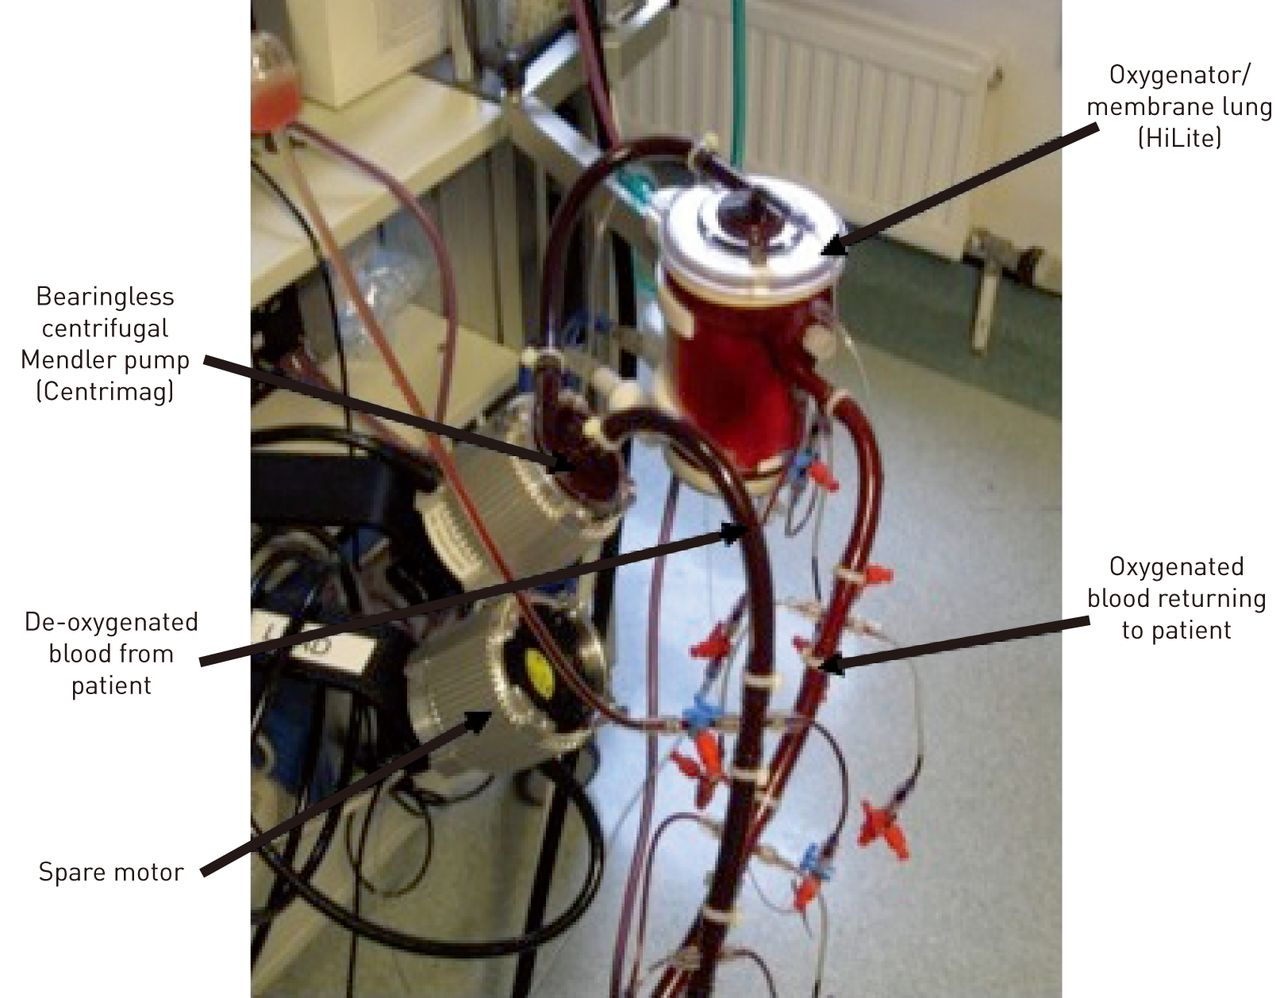 Oxygenator/
membrane lung
(HiLite)
Bearingless
centrifugal
Mendler pump
(Centrimag)
De-oxygenated
blood from
patient
Oxygenated
blood returning
to patient
Spare motor